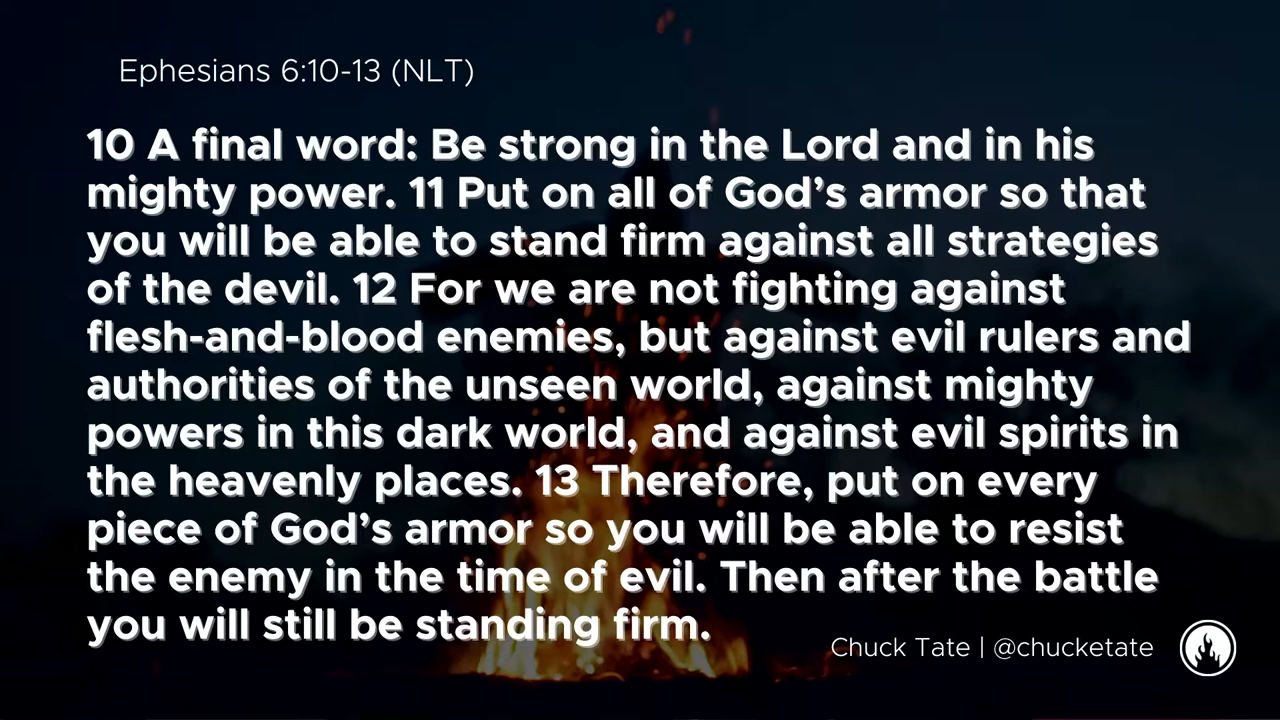 Ephesians 6:10-13 (NLT)
10 A final word: Be strong in the Lord and in his
mighty power. 11 Put on all of God’s armor so that
you will be able to stand firm against all strategies
of the devil. 12 For we are not fighting against
flesh-and-blood enemies, but against evil rulers and
authorities of the unseen world, against mighty
powers in this dark world, and against evil spirits in
the heavenly places. 13 Therefore, put on every
piece of God’s armor so you will be able to resist
the enemy in the time of evil. Then after the battle
you will still be standing firm.
Chuck Tate | @chucketate